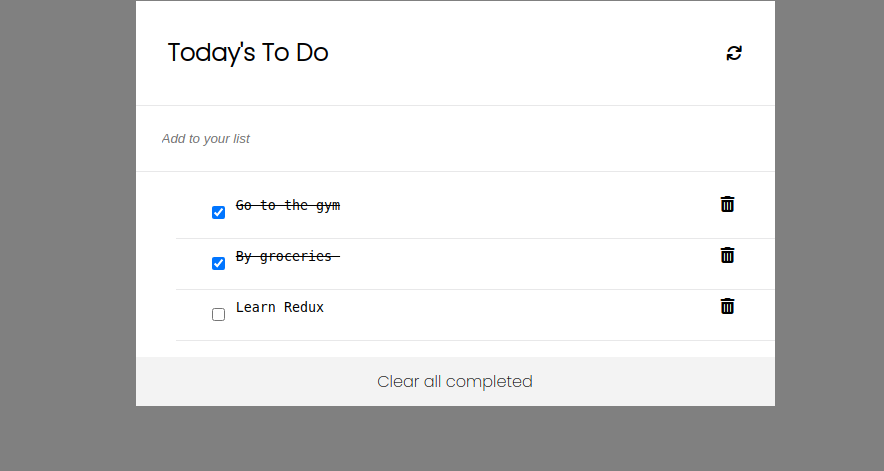 Today's To Do
Add to your list
Go to the gym
By groceries
Learn Redux
Clear all completed